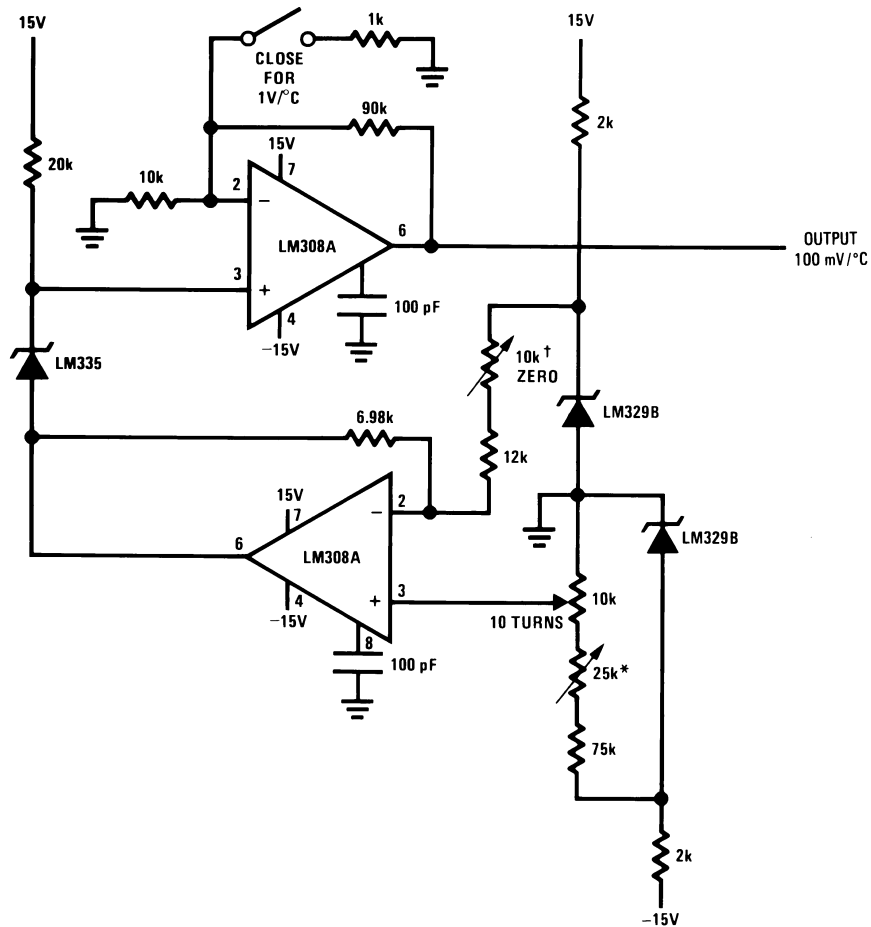 15V
1k
15V
CLOSE
FOR
1V/°C
90k
2k
20k
15V
7
10k
2
−
LM308A
6
OUTPUT
100 mV/°C
3
+
4
−15V
100 pF
10k†
ZERO
LM335
LM329B
6.98k
12k
15V
7
2
−
LM329B
6
LM308A
4
−15V
+
3
10 TURNS
10k
8
100 pF
25k*
75k
2k
−15V